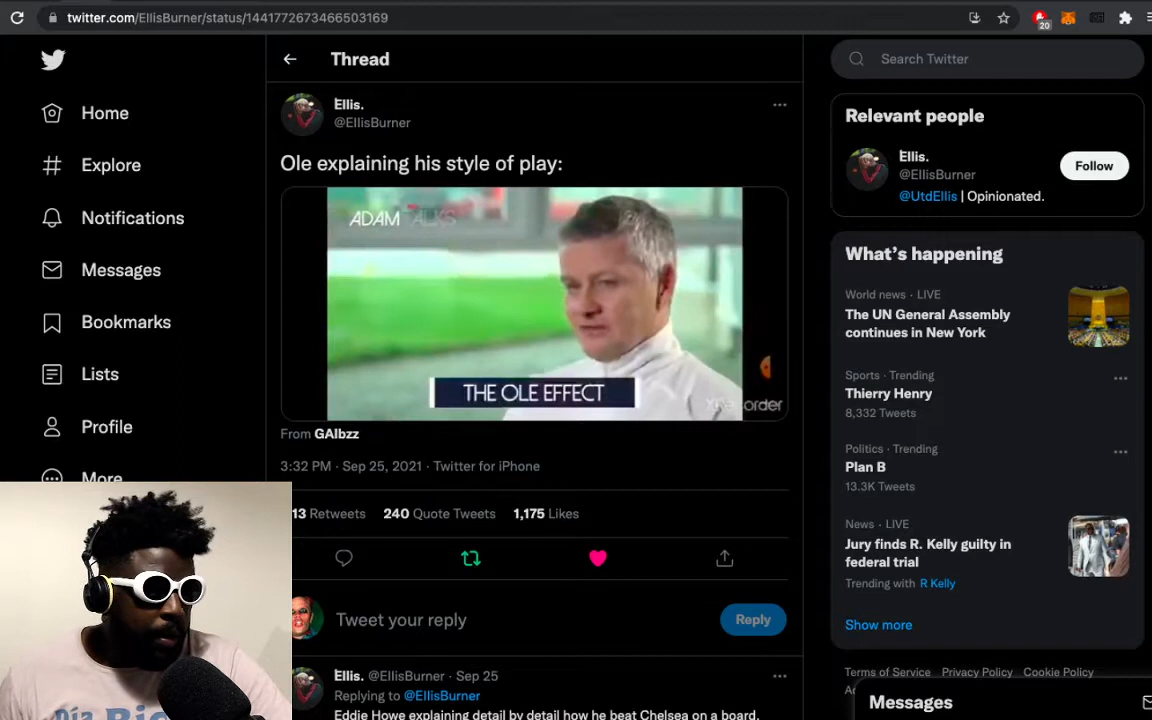 twitter.com/EllisBurner/status/1441772673466503169
20
Home
Explore
Notifications
Messages
Bookmarks
Lists
Profile
More
Thread
Ellis.
@EllisBurner
Ole explaining his style of play:
ADAM TALKS
THE OLE EFFECT
From GAIbzz
3:32 PM · Sep 25, 2021 · Twitter for iPhone
13 Retweets 240 Quote Tweets 1,175 Likes
Tweet your reply
Reply
Ellis. @EllisBurner · Sep 25
Replying to @EllisBurner
Eddie Howe explaining detail by detail how he beat Chelsea on a board.
Search Twitter
Relevant people
Ellis.
@EllisBurner
Follow
@UtdEllis | Opinionated.
What's happening
World news · LIVE
The UN General Assembly
continues in New York
Sports · Trending
Thierry Henry
8,332 Tweets
Politics · Trending
Plan B
13.3K Tweets
News · LIVE
Jury finds R. Kelly guilty in
federal trial
Trending with R Kelly
Show more
Terms of Service Privacy Policy Cookie Policy
Messages